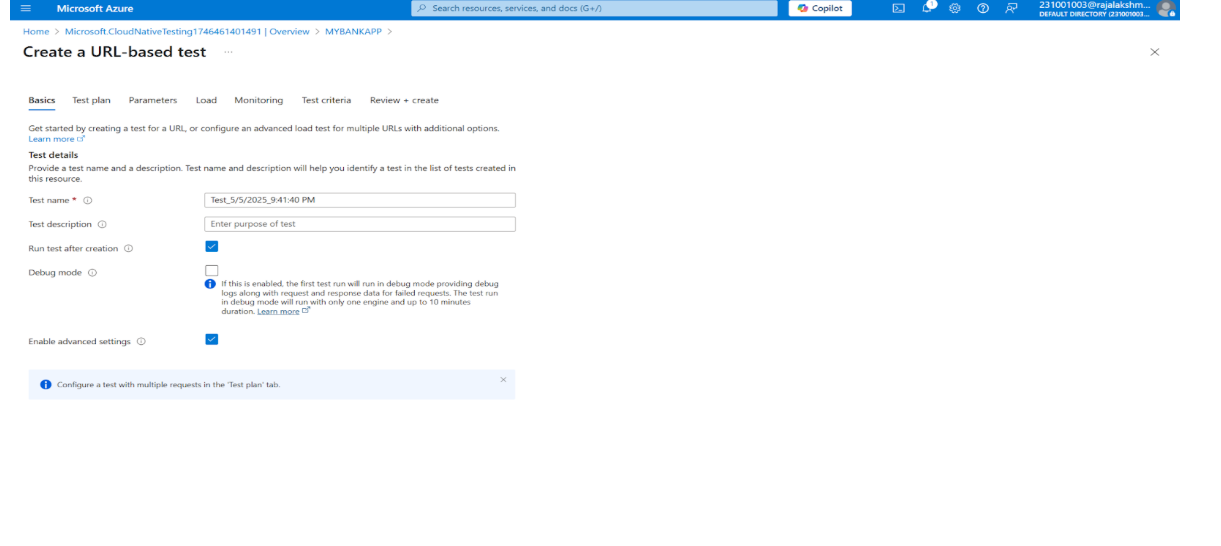 Microsoft Azure
Search resources, services, and docs (G+/)
Copilot
1
231001003@rajalakshm...
DEFAULT DIRECTORY (231001003...
Home > Microsoft.CloudNativeTesting1746461401491 | Overview > MYBANKAPP >
Create a URL-based test ...
Basics Test plan Parameters Load Monitoring Test criteria Review + create
Get started by creating a test for a URL, or configure an advanced load test for multiple URLs with additional options.
Learn more
Test details
Provide a test name and a description. Test name and description will help you identify a test in the list of tests created in
this resource.
Test name * Test_5/5/2025_9:41:40 PM
Test description Enter purpose of test
Run test after creation
Debug mode
If this is enabled, the first test run will run in debug mode providing debug
logs along with request and response data for failed requests. The test run
in debug mode will run with only one engine and up to 10 minutes
duration. Learn more
Enable advanced settings
Configure a test with multiple requests in the 'Test plan' tab.